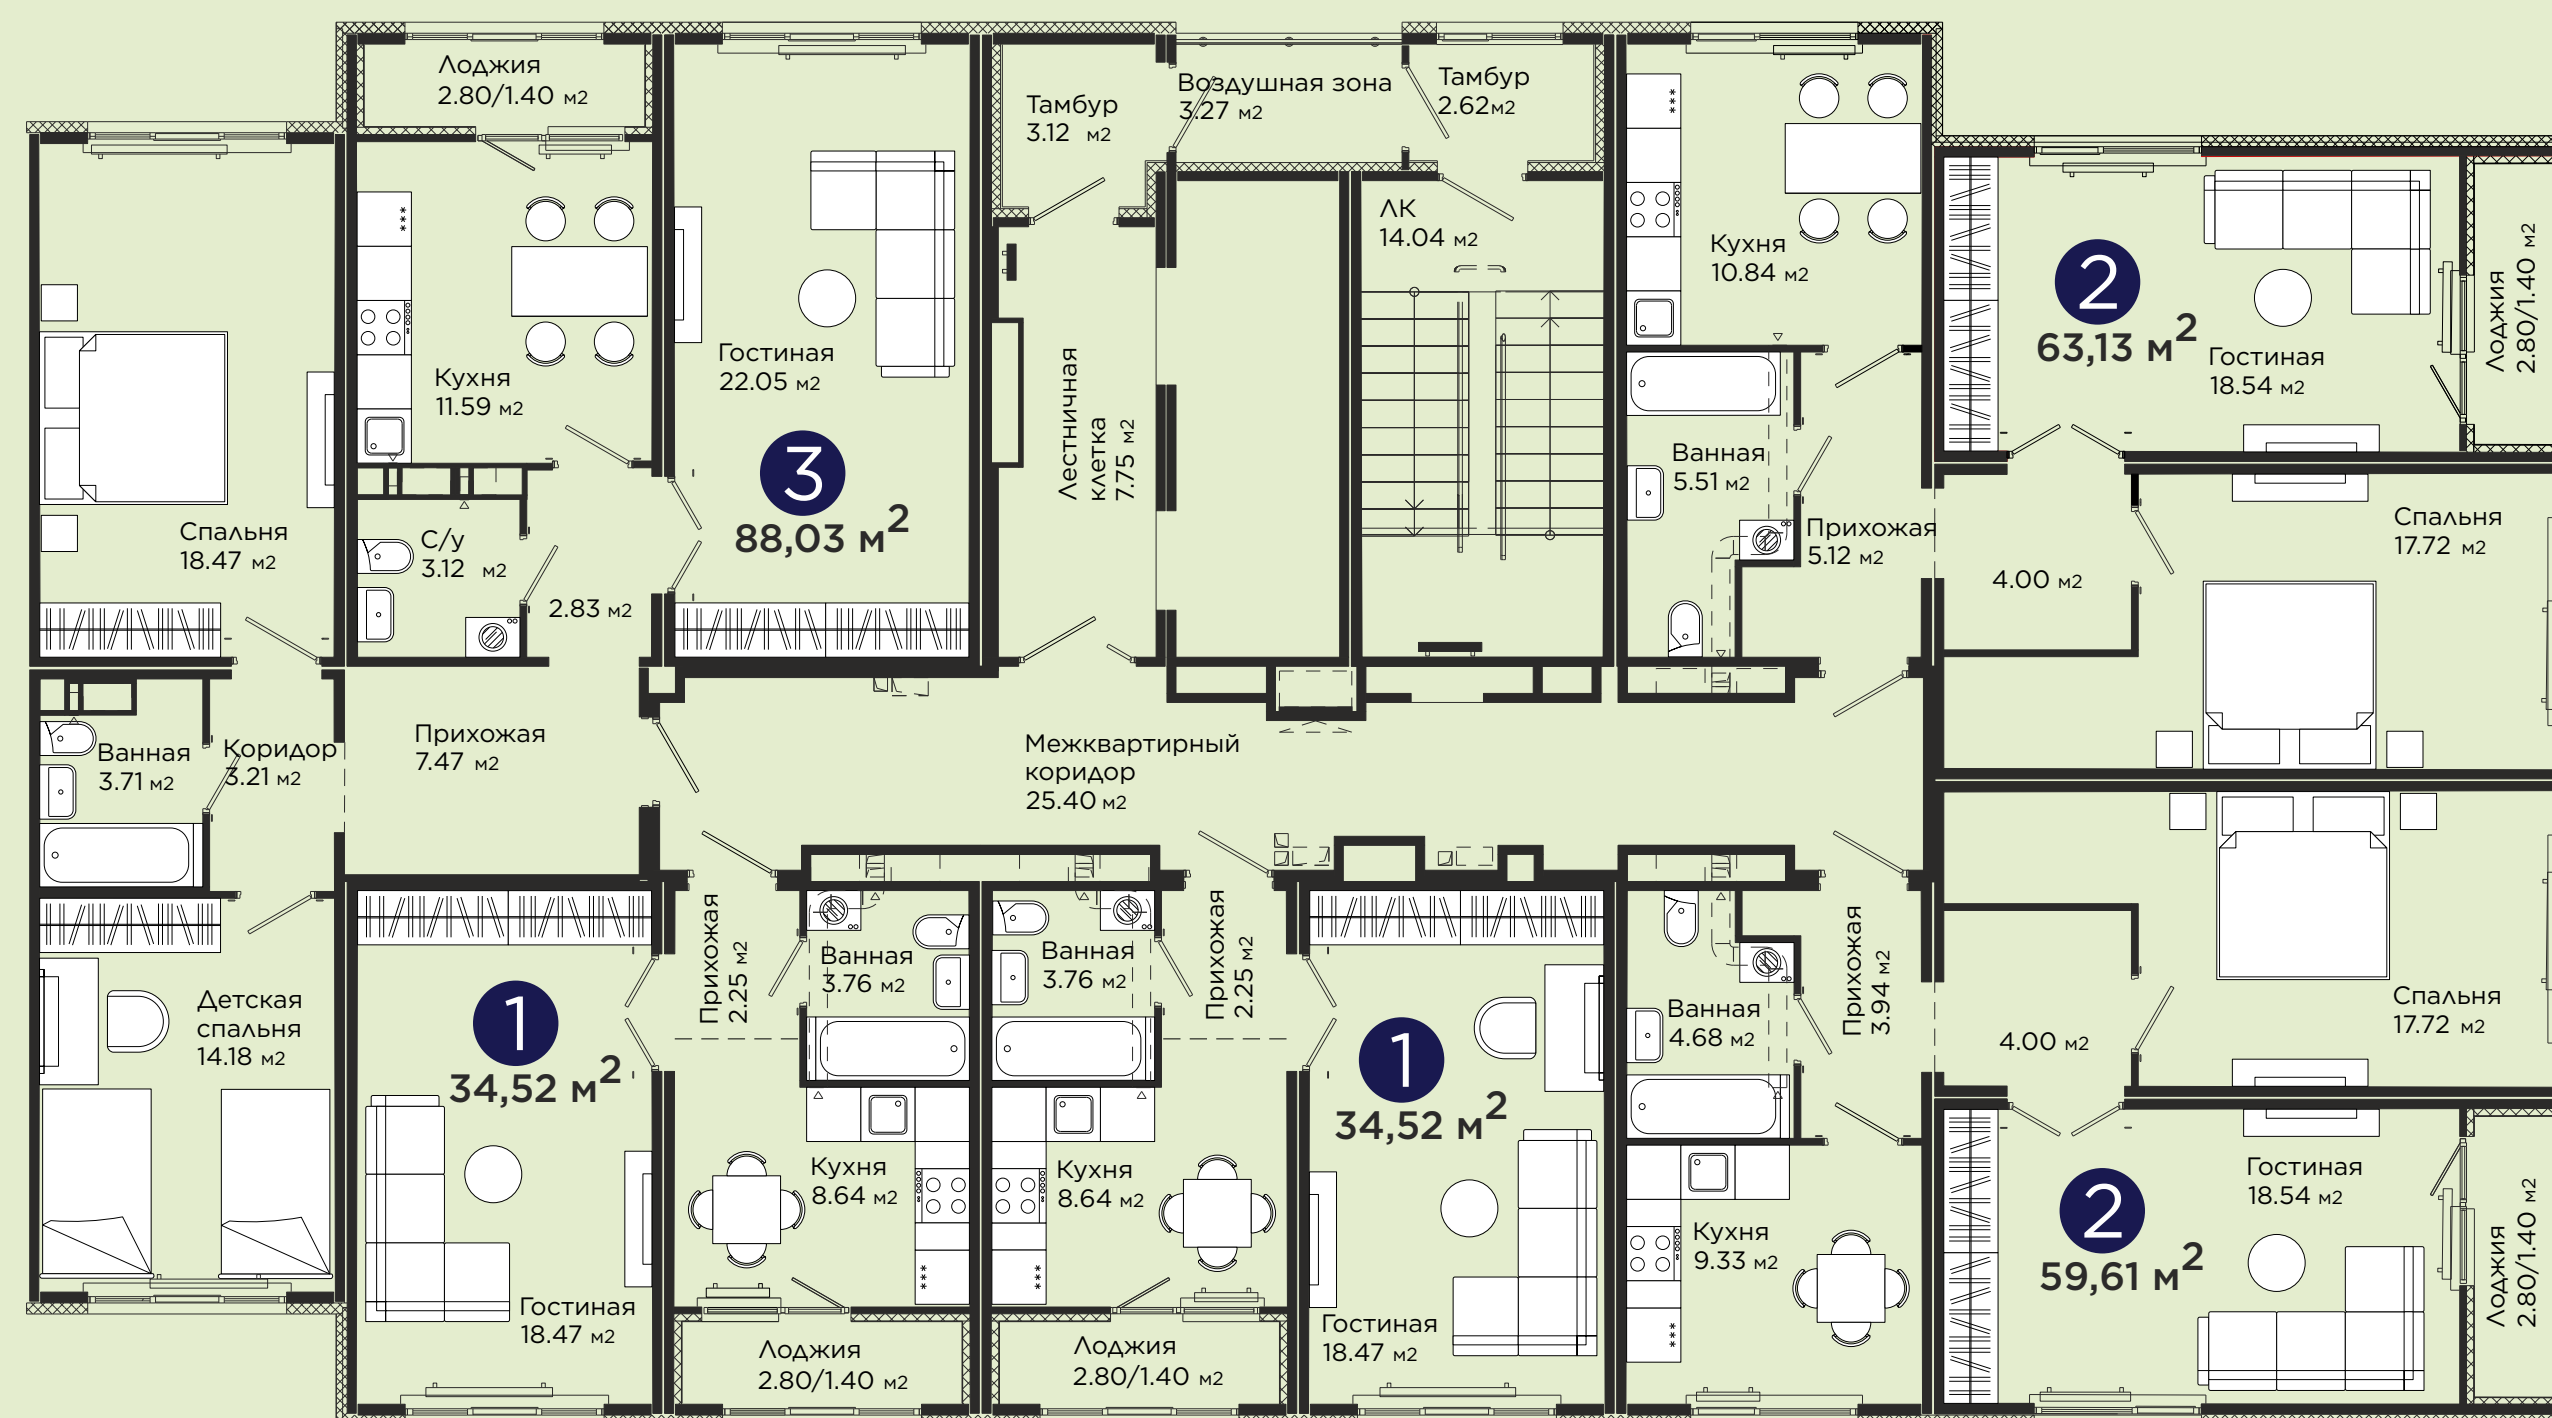 Лоджия
2.80/1.40 м2
Кухня
11.59 м2
Спальня
18.47 м2
С/у
3.12 м2
2.83 м2
Гостиная
22.05 м2
3
88,03 м2
Ванная
3.71 м2
Коридор
3.21 м2
Прихожая
7.47 м2
Детская
спальня
14.18 м2
Тамбур
3.12 м2
Воздушная зона
3.27 м2
Тамбур
2.62м2
Лестничная
клетка
7.75 м2
ЛК
14.04 м2
Межквартирный
коридор
25.40 м2
Кухня
10.84 м2
Ванная
5.51 м2
Прихожая
5.12 м2
4.00 м2
2
63,13 м2
Гостиная
18.54 м2
Лоджия
2.80/1.40 м2
Спальня
17.72 м2
1
34,52 м2
Гостиная
18.47 м2
Прихожая
2.25 м2
Ванная
3.76 м2
Кухня
8.64 м2
Лоджия
2.80/1.40 м2
Ванная
3.76 м2
Прихожая
2.25 м2
Кухня
8.64 м2
Лоджия
2.80/1.40 м2
1
34,52 м2
Гостиная
18.47 м2
Ванная
4.68 м2
Прихожая
3.94 м2
Кухня
9.33 м2
4.00 м2
Спальня
17.72 м2
2
59,61 м2
Гостиная
18.54 м2
Лоджия
2.80/1.40 м2